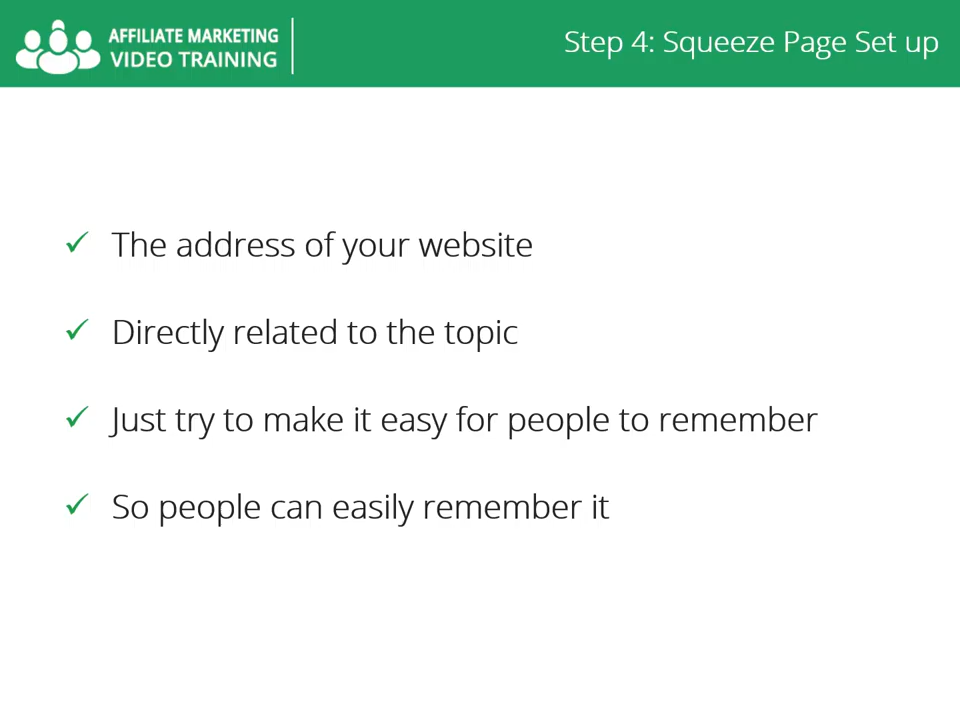 AFFILIATE MARKETING
VIDEO TRAINING
Step 4: Squeeze Page Set up
The address of your website
Directly related to the topic
Just try to make it easy for people to remember
So people can easily remember it